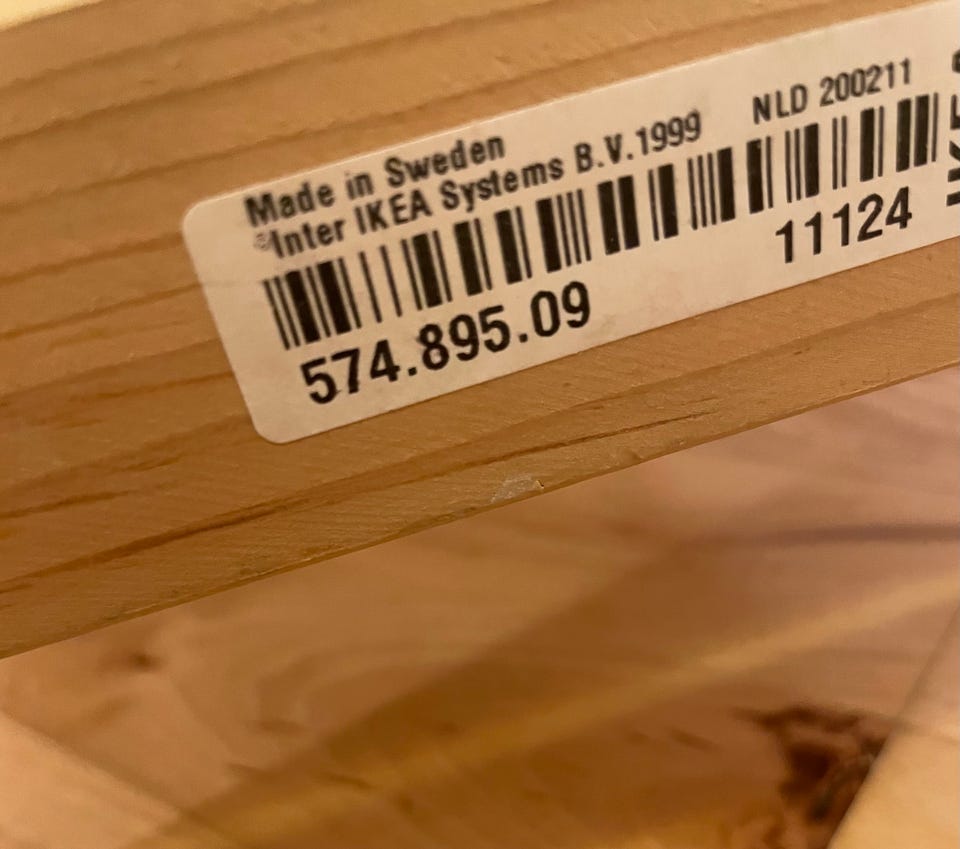 Made in Sweden
©Inter IKEA Systems B.V.1999
NLD 200211
574.895.09
11124